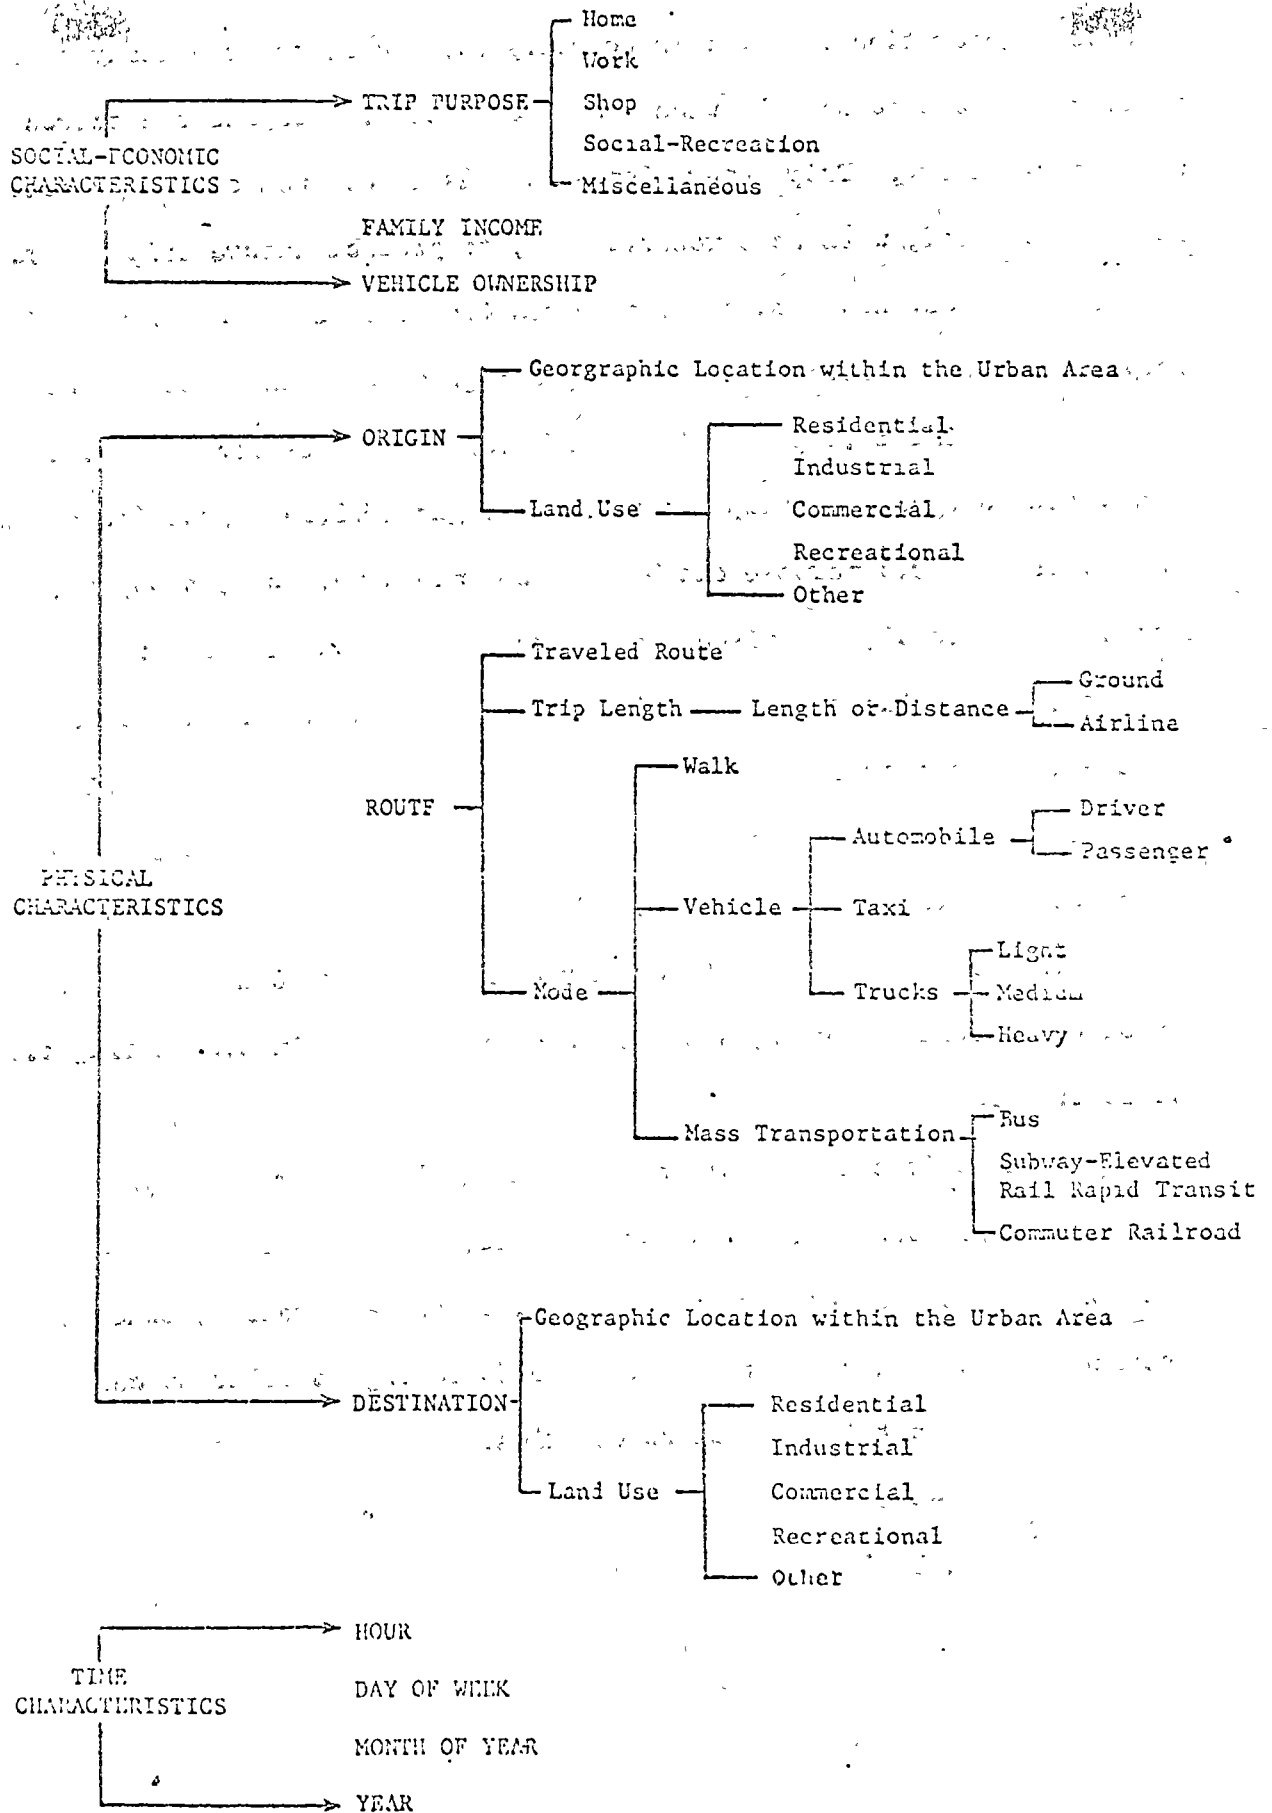 Home
Work
TRIP PURPOSE
Shop
Social-Recreation
SOCIAL-ECONOMIC
CHARACTERISTICS
Miscellaneous
FAMILY INCOME
VEHICLE OWNERSHIP
Georgraphic Location within the Urban Area
ORIGIN
Residential
Industrial
Land Use
Commercial
Recreational
Other
Traveled Route
Trip Length
Length or Distance
Ground
Airline
Walk
ROUTE
Automobile
Driver
Passenger
PHYSICAL
CHARACTERISTICS
Vehicle
Taxi
Mode
Trucks
Light
Medium
Heavy
Mass Transportation
Bus
Subway-Elevated
Rail Rapid Transit
Commuter Railroad
Geographic Location within the Urban Area
DESTINATION
Residential
Industrial
Land Use
Commercial
Recreational
Other
HOUR
TIME
CHARACTERISTICS
DAY OF WEEK
MONTH OF YEAR
YEAR